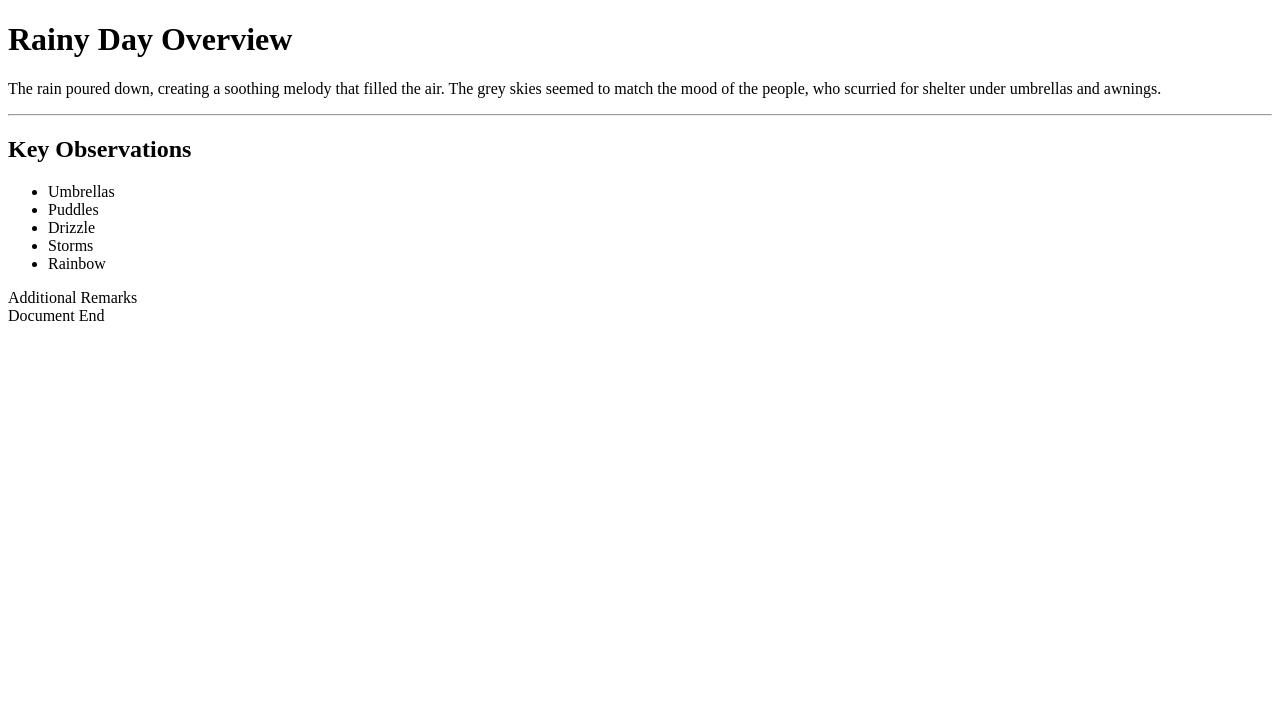 Rainy Day Overview
The rain poured down, creating a soothing melody that filled the air. The grey skies seemed to match the mood of the people, who scurried for shelter under umbrellas and awnings.
Key Observations
Umbrellas
Puddles
Drizzle
Storms
Rainbow
Additional Remarks
Document End